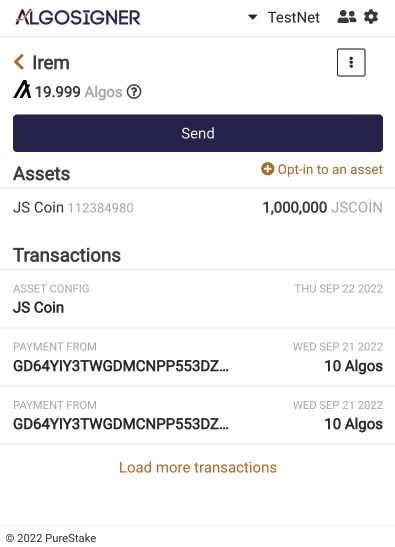 ALGOSIGNER TestNet
Irem
19.999 Algos
Send
Assets Opt-in to an asset
JS Coin 112384980 1,000,000 JSCOİN
Transactions
ASSET CONFIG THU SEP 22 2022
JS Coin
PAYMENT FROM WED SEP 21 2022
GD64YIY3TWGDMCNPP553DZ... 10 Algos
PAYMENT FROM WED SEP 21 2022
GD64YIY3TWGDMCNPP553DZ... 10 Algos
Load more transactions
© 2022 PureStake